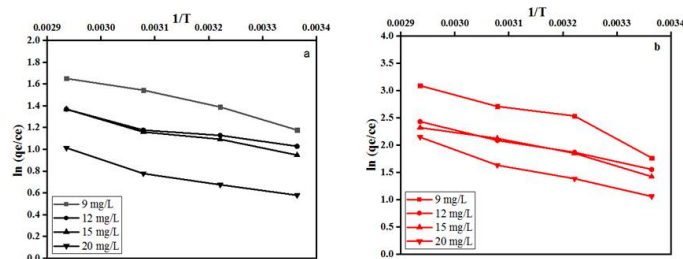 1/T
0.0029 0.0030 0.0031 0.0032 0.0033 0.0034
a
2.0
1.8
1.6
1.4
1.2
1.0
0.8
0.6
0.4
0.2
0.0
ln (qe/ce)
9 mg/L
12 mg/L
15 mg/L
20 mg/L
1/T
0.0029 0.0030 0.0031 0.0032 0.0033 0.0034
b
4.0
3.5
3.0
2.5
2.0
1.5
1.0
0.5
0.0
ln (qe/ce)
9 mg/L
12 mg/L
15 mg/L
20 mg/L